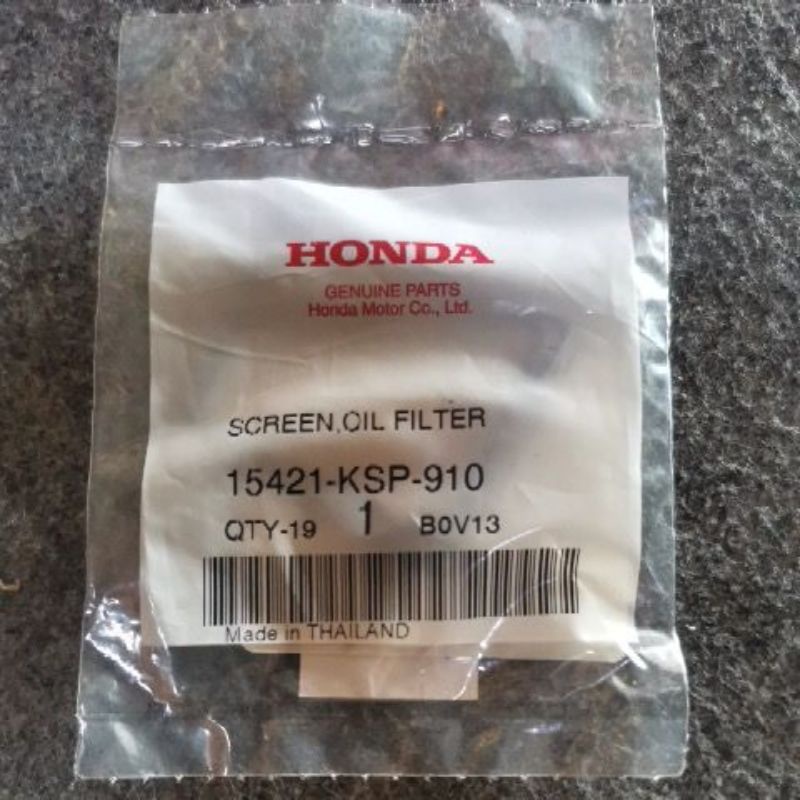 HONDA
GENUINE PARTS
Honda Motor Co., Ltd.
SCREEN,OIL FILTER
15421-KSP-910
QTY-19 1 B0V13
Made in THAILAND